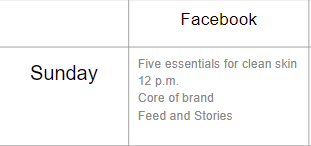 Facebook
Sunday
Five essentials for clean skin
12 p.m.
Core of brand
Feed and Stories